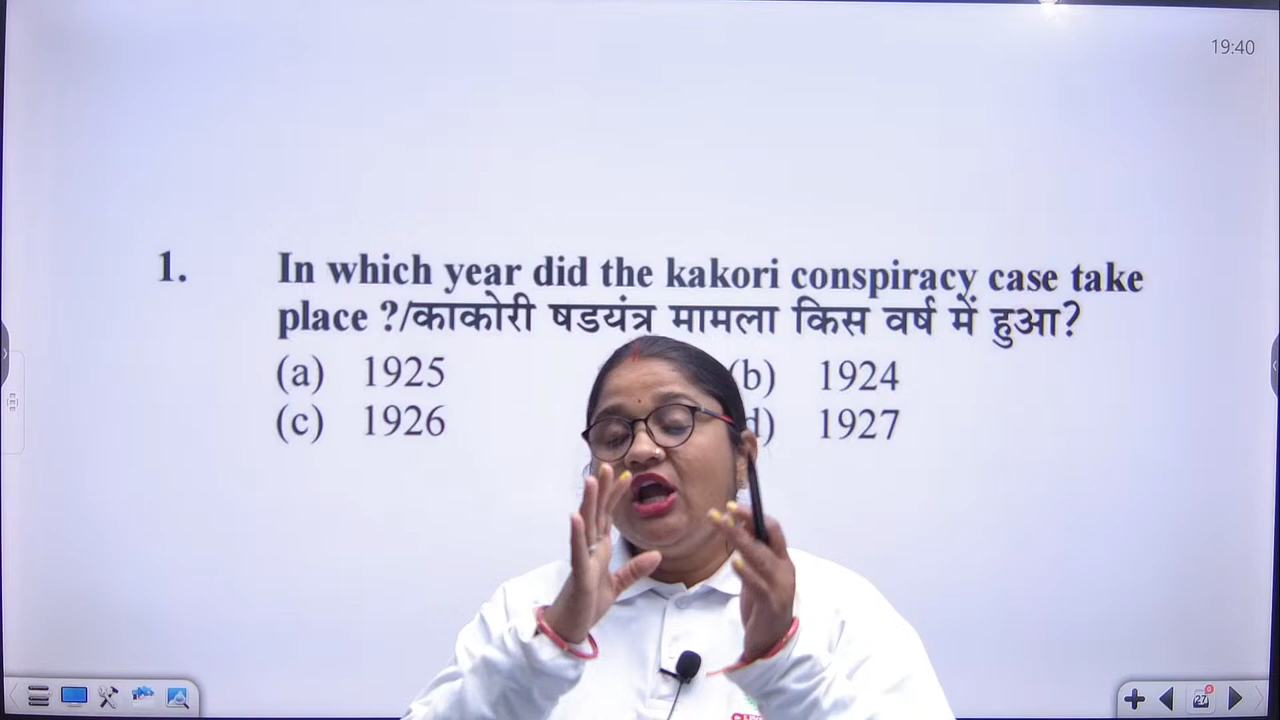 19:40
1. In which year did the kakori conspiracy case take
place ?/काकोरी षडयंत्र मामला किस वर्ष में हुआ?
(a) 1925 (b) 1924
(c) 1926 d) 1927
27